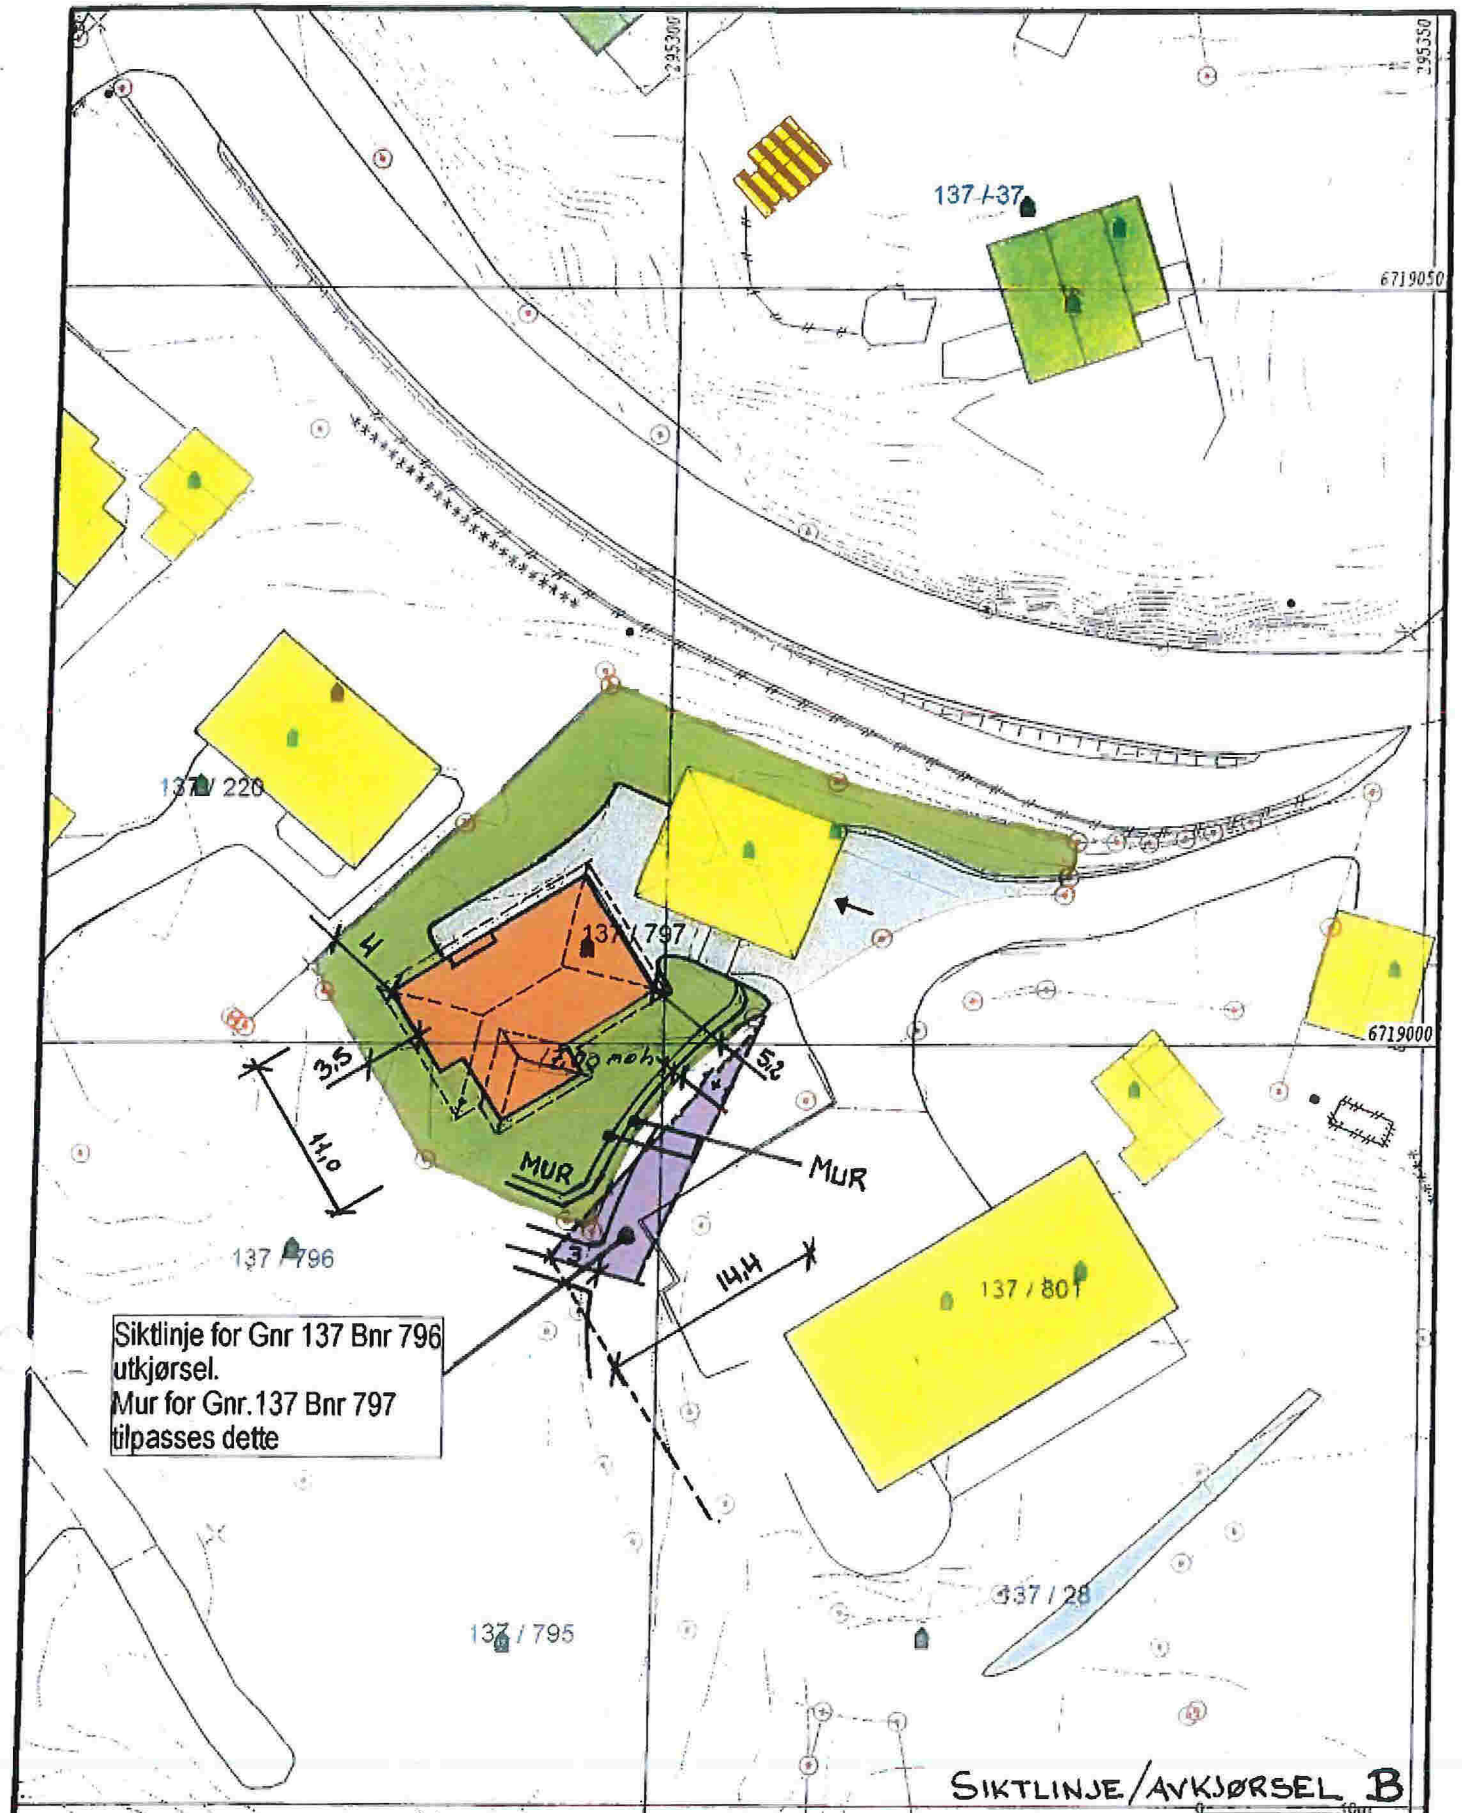 295300
295350
137 / 37
6719050
137 / 220
137 / 797
4
6719000
3,5
5,2
11,0
MUR
MUR
137 / 796
3
14,4
137 / 801
Siktlinje for Gnr 137 Bnr 796
utkjørsel.
Mur for Gnr.137 Bnr 797
tilpasses dette
137 / 28
137 / 795
SIKTLINJE/AVKJØRSEL B